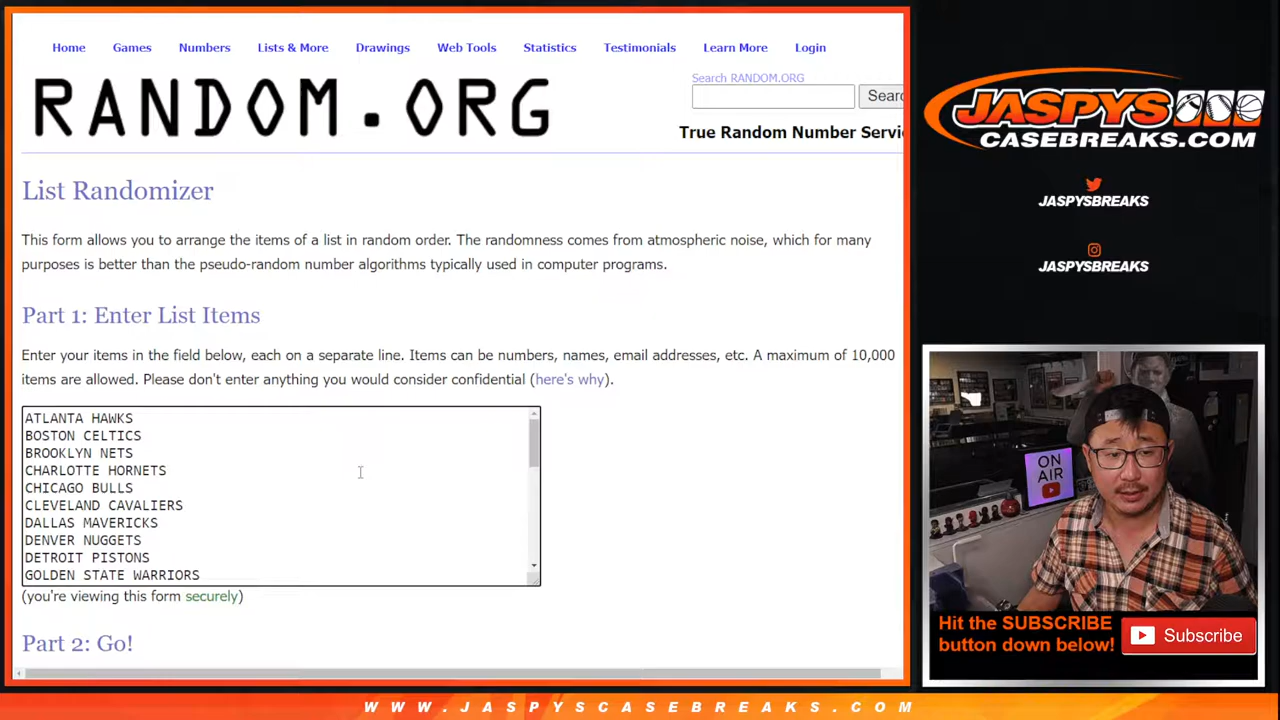 Home Games Numbers Lists & More Drawings Web Tools Statistics Testimonials Learn More Login
RANDOM.ORG
Search RANDOM.ORG
Searc
True Random Number Servi
List Randomizer
This form allows you to arrange the items of a list in random order. The randomness comes from atmospheric noise, which for many
purposes is better than the pseudo-random number algorithms typically used in computer programs.
Part 1: Enter List Items
Enter your items in the field below, each on a separate line. Items can be numbers, names, email addresses, etc. A maximum of 10,000
items are allowed. Please don't enter anything you would consider confidential (here's why).
ATLANTA HAWKS
BOSTON CELTICS
BROOKLYN NETS
CHARLOTTE HORNETS
CHICAGO BULLS
CLEVELAND CAVALIERS
DALLAS MAVERICKS
DENVER NUGGETS
DETROIT PISTONS
GOLDEN STATE WARRIORS
(you're viewing this form securely)
Part 2: Go!
JASPYS
CASEBREAKS.COM
JASPYSBREAKS
JASPYSBREAKS
ON
AIR
Hit the SUBSCRIBE
button down below!
Subscribe
WWW.JASPYSCASEBREAKS.COM